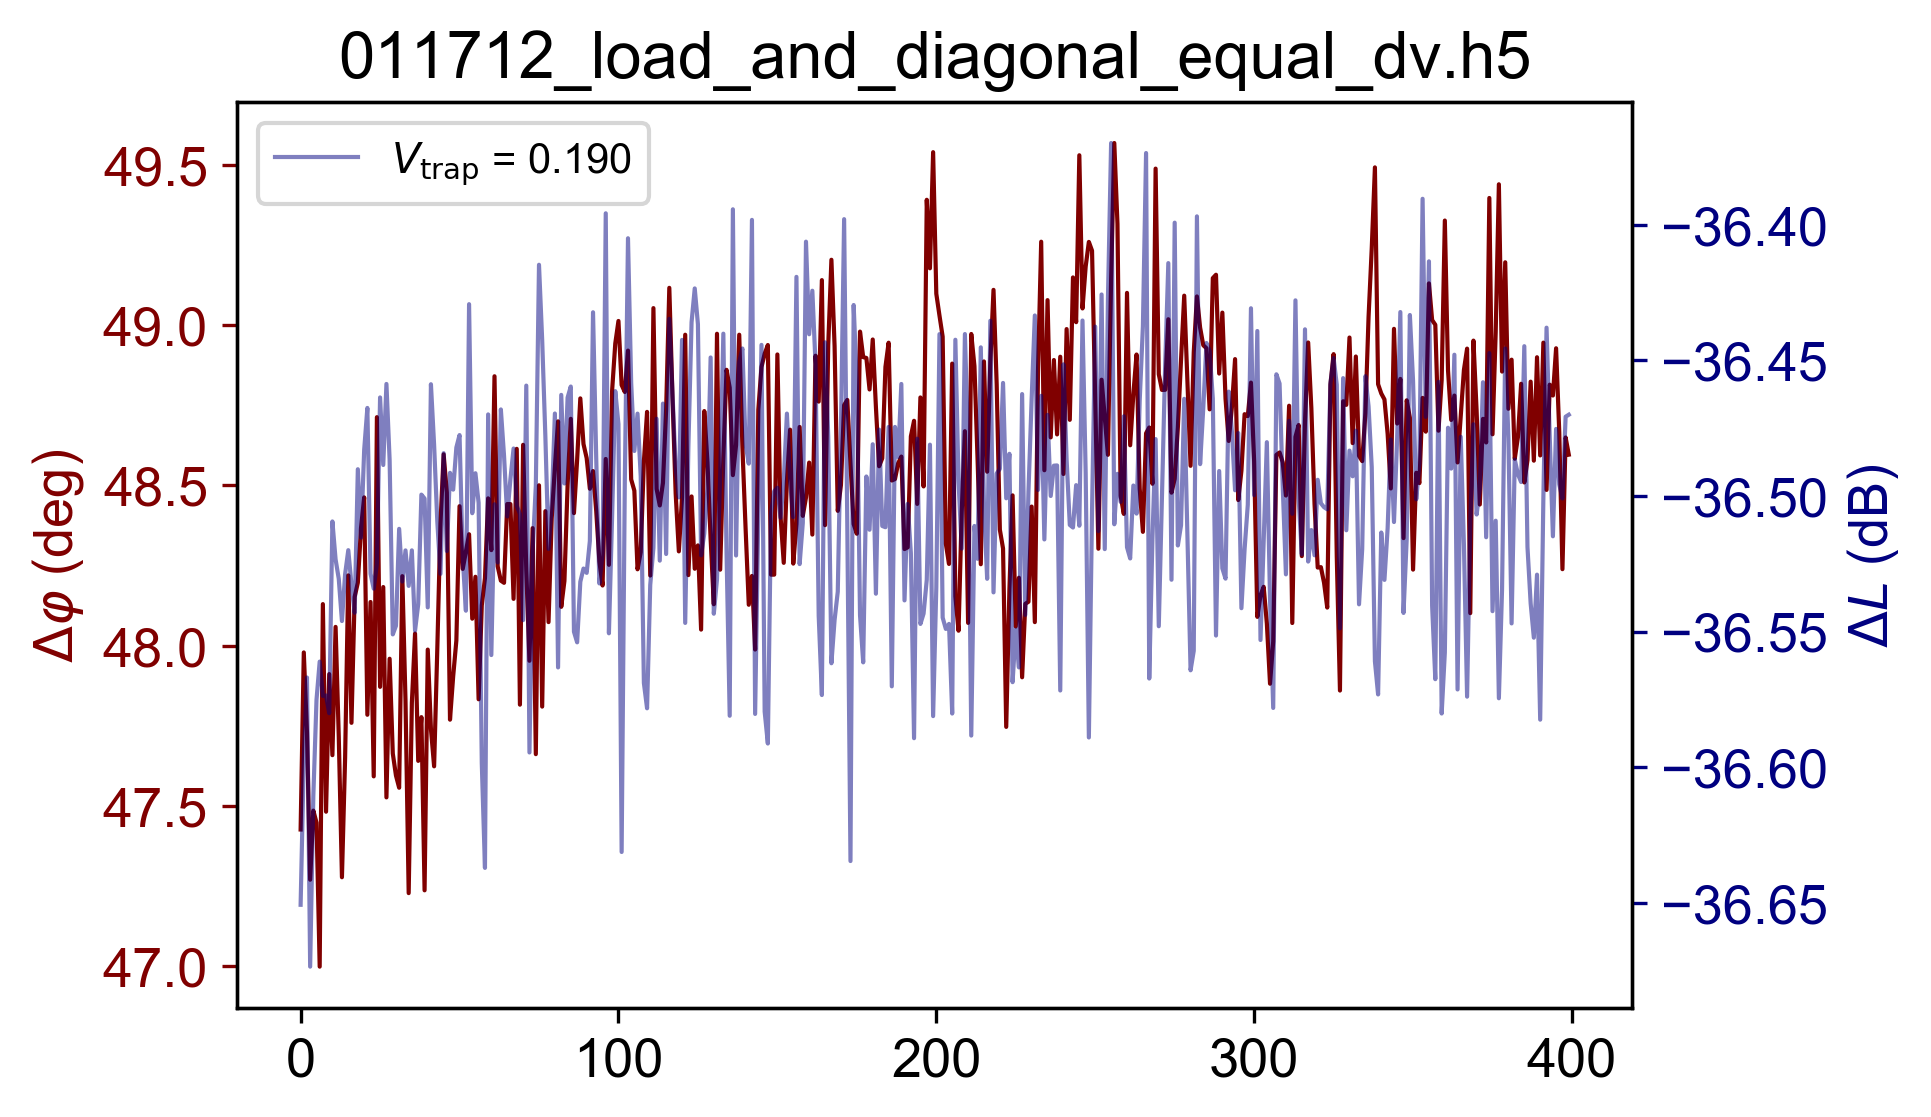 011712_load_and_diagonal_equal_dv.h5
V_trap = 0.190
49.5
49.0
48.5
48.0
47.5
47.0
Δφ (deg)
−36.40
−36.45
−36.50
−36.55
−36.60
−36.65
ΔL (dB)
0 100 200 300 400